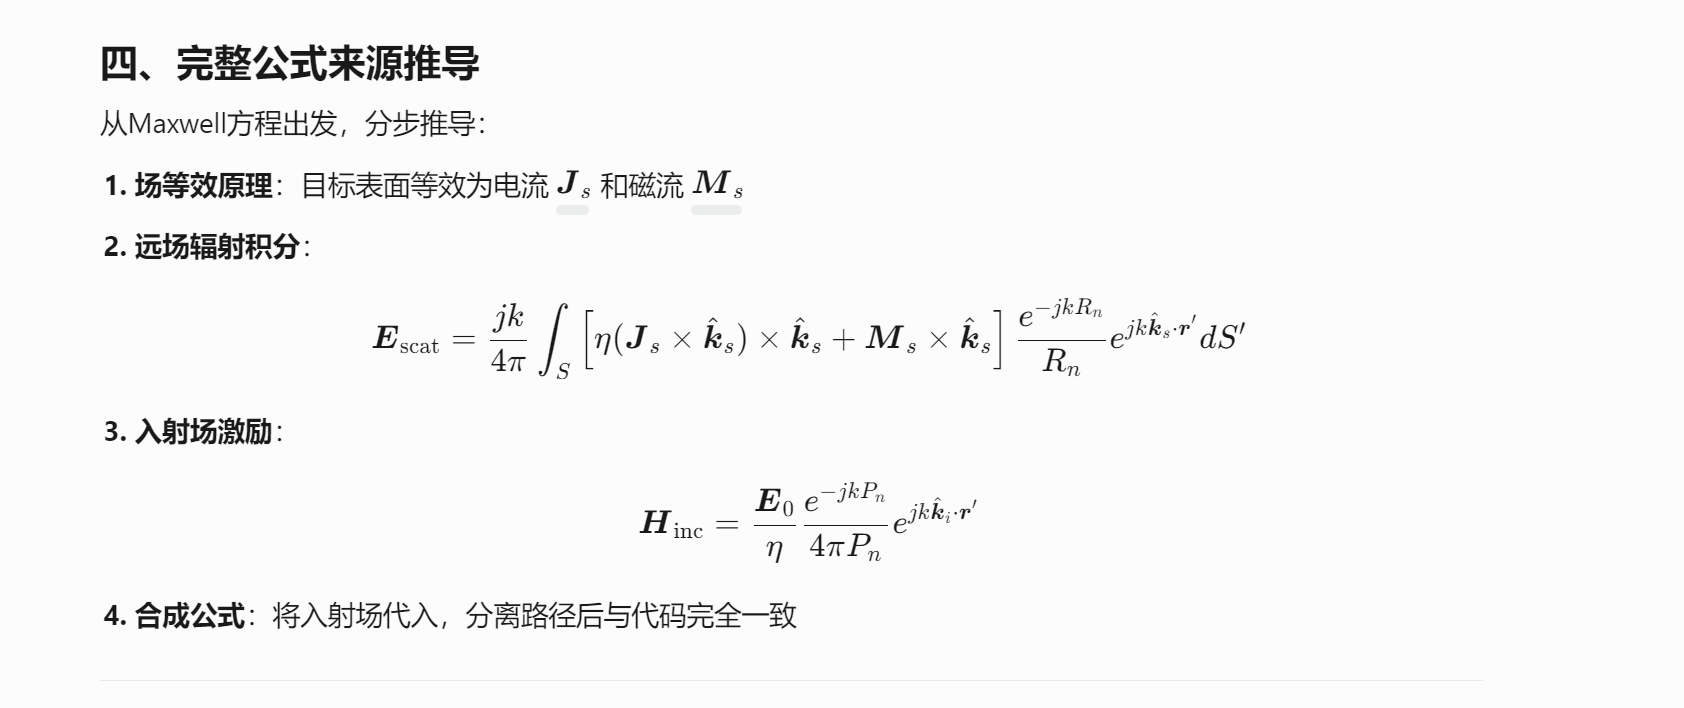 四、完整公式来源推导
从Maxwell方程出发，分步推导：
1. 场等效原理：目标表面等效为电流 $\boldsymbol{J}_s$ 和磁流 $\boldsymbol{M}_s$
2. 远场辐射积分：
$$\boldsymbol{E}_{\text{scat}} = \frac{jk}{4\pi} \int_S \left[ \eta(\boldsymbol{J}_s \times \hat{\boldsymbol{k}}_s) \times \hat{\boldsymbol{k}}_s + \boldsymbol{M}_s \times \hat{\boldsymbol{k}}_s \right] \frac{e^{-jkR_n}}{R_n} e^{jk\hat{\boldsymbol{k}}_s \cdot \boldsymbol{r}'} dS'$$
3. 入射场激励：
$$\boldsymbol{H}_{\text{inc}} = \frac{\boldsymbol{E}_0}{\eta} \frac{e^{-jkP_n}}{4\pi P_n} e^{jk\hat{\boldsymbol{k}}_i \cdot \boldsymbol{r}'}$$
4. 合成公式：将入射场代入，分离路径后与代码完全一致